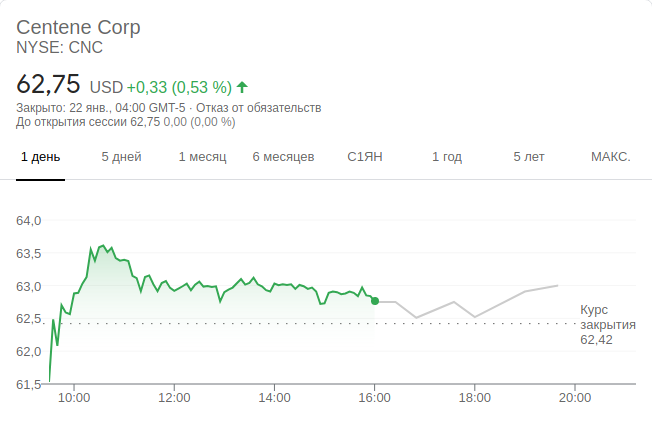 Centene Corp
NYSE: CNC
62,75 USD +0,33 (0,53 %)
Закрыто: 22 янв., 04:00 GMT-5 · Отказ от обязательств
До открытия сессии 62,75 0,00 (0,00 %)
1 день 5 дней 1 месяц 6 месяцев С1ЯН 1 год 5 лет МАКС.
64,0
63,5
63,0
62,5
62,0
61,5
Курс
закрытия
62,42
10:00 12:00 14:00 16:00 18:00 20:00